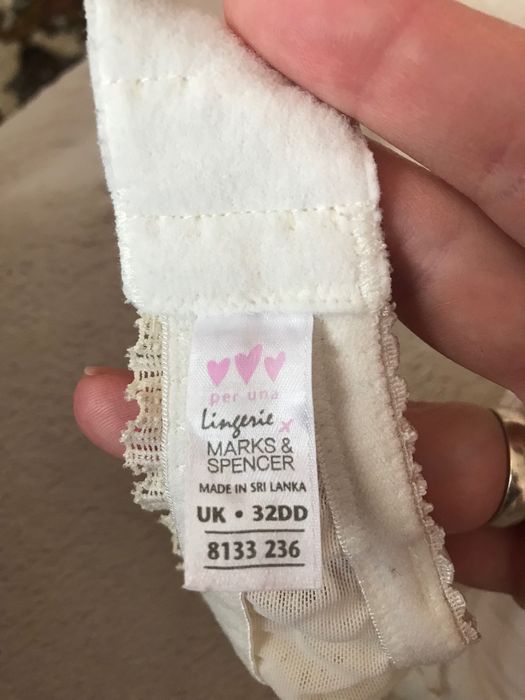 per una
Lingerie x
MARKS &
SPENCER
MADE IN SRI LANKA
UK • 32DD
8133 236